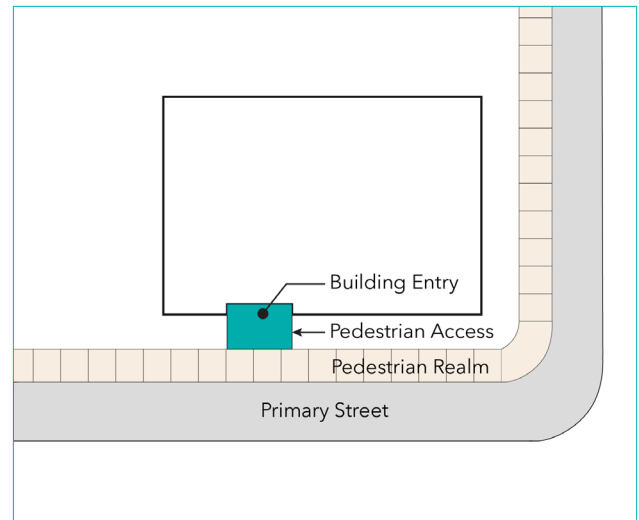 Building Entry
Pedestrian Access
Pedestrian Realm
Primary Street